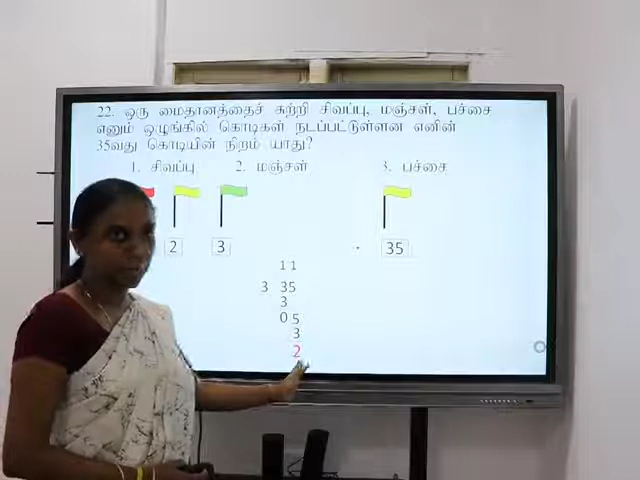 22. ஒரு மைதானத்தைச் சுற்றி சிவப்பு, மஞ்சள், பச்சை
எனும் ஒழுங்கில் கொடிகள் நடப்பட்டுள்ளன எனின்
35வது கொடியின் நிறம் யாது?
1. சிவப்பு 2. மஞ்சள் 3. பச்சை
2 3 35
11
3 35
3
05
3
2